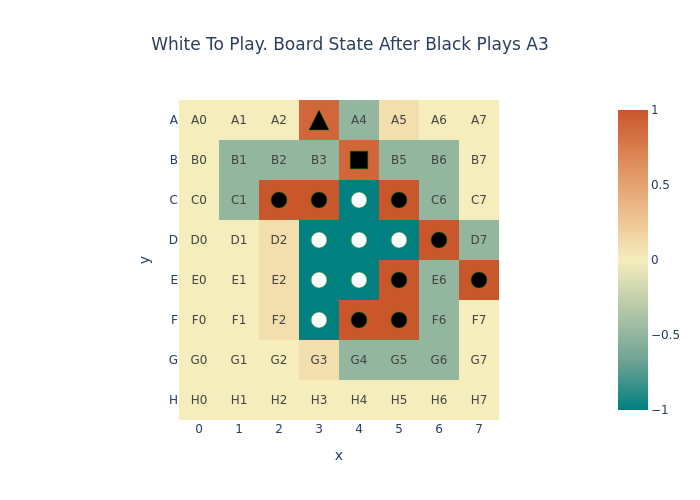 White To Play. Board State After Black Plays A3
A A0 A1 A2 A4 A5 A6 A7
B B0 B1 B2 B3 B5 B6 B7
C C0 C1 C6 C7
D D0 D1 D2 D7
E E0 E1 E2 E6
F F0 F1 F2 F6 F7
G G0 G1 G2 G3 G4 G5 G6 G7
H H0 H1 H2 H3 H4 H5 H6 H7
0 1 2 3 4 5 6 7
x
y
1
0.5
0
−0.5
−1